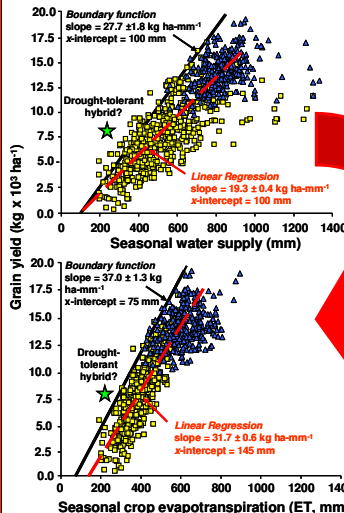 Grain yield (kg x 10³ ha⁻¹)
20.0
17.5
15.0
12.5
10.0
7.5
5.0
2.5
0.0
Boundary function
slope = 27.7 ±1.8 kg ha-mm⁻¹
x-intercept = 100 mm
Drought-tolerant
hybrid?
Linear Regression
slope = 19.3 ± 0.4 kg ha-mm⁻¹
x-intercept = 100 mm
0 200 400 600 800 1000 1200 1400
Seasonal water supply (mm)
20.0
17.5
15.0
12.5
10.0
7.5
5.0
2.5
0.0
Boundary function
slope = 37.0 ± 1.3 kg
ha-mm⁻¹
x-intercept = 75 mm
Drought-
tolerant
hybrid?
Linear Regression
slope = 31.7 ± 0.6 kg ha-mm⁻¹
x-intercept = 145 mm
0 200 400 600 800 1000 1200 140
Seasonal crop evapotranspiration (ET, mm